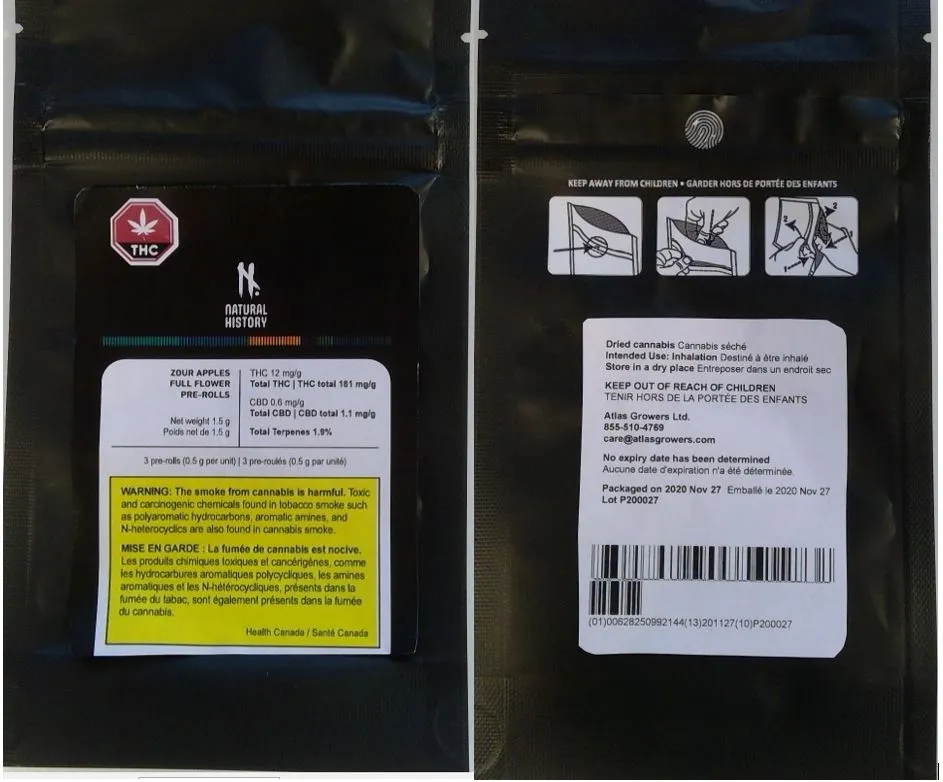 THC
NATURAL
HISTORY
ZOUR APPLES
FULL FLOWER
PRE-ROLLS
Net weight 1.5 g
Poids net de 1.5 g
THC 12 mg/g
Total THC | THC total 181 mg/g
CBD 0.6 mg/g
Total CBD | CBD total 1.1 mg/g
Total Terpenes 1.9%
3 pre-rolls (0.5 g per unit) | 3 pre-roulés (0.5 g par unité)
WARNING: The smoke from cannabis is harmful. Toxic
and carcinogenic chemicals found in tobacco smoke such
as polyaromatic hydrocarbons, aromatic amines, and
N-heterocyclics are also found in cannabis smoke.
MISE EN GARDE : La fumée de cannabis est nocive.
Les produits chimiques toxiques et cancérigènes, comme
les hydrocarbures aromatiques polycycliques, les amines
aromatiques et les N-hétérocycliques, présents dans la
fumée du tabac, sont également présents dans la fumée
du cannabis.
Health Canada / Santé Canada
KEEP AWAY FROM CHILDREN • GARDER HORS DE PORTÉE DES ENFANTS
2
2
1
1
Dried cannabis Cannabis séché
Intended Use: Inhalation Destiné à être inhalé
Store in a dry place Entreposer dans un endroit sec
KEEP OUT OF REACH OF CHILDREN
TENIR HORS DE LA PORTÉE DES ENFANTS
Atlas Growers Ltd.
855-510-4769
care@atlasgrowers.com
No expiry date has been determined
Aucune date d'expiration n'a été déterminée
Packaged on 2020 Nov 27 Emballé le 2020 Nov 27
Lot P200027
(01)00628250992144(13)201127(10)P200027